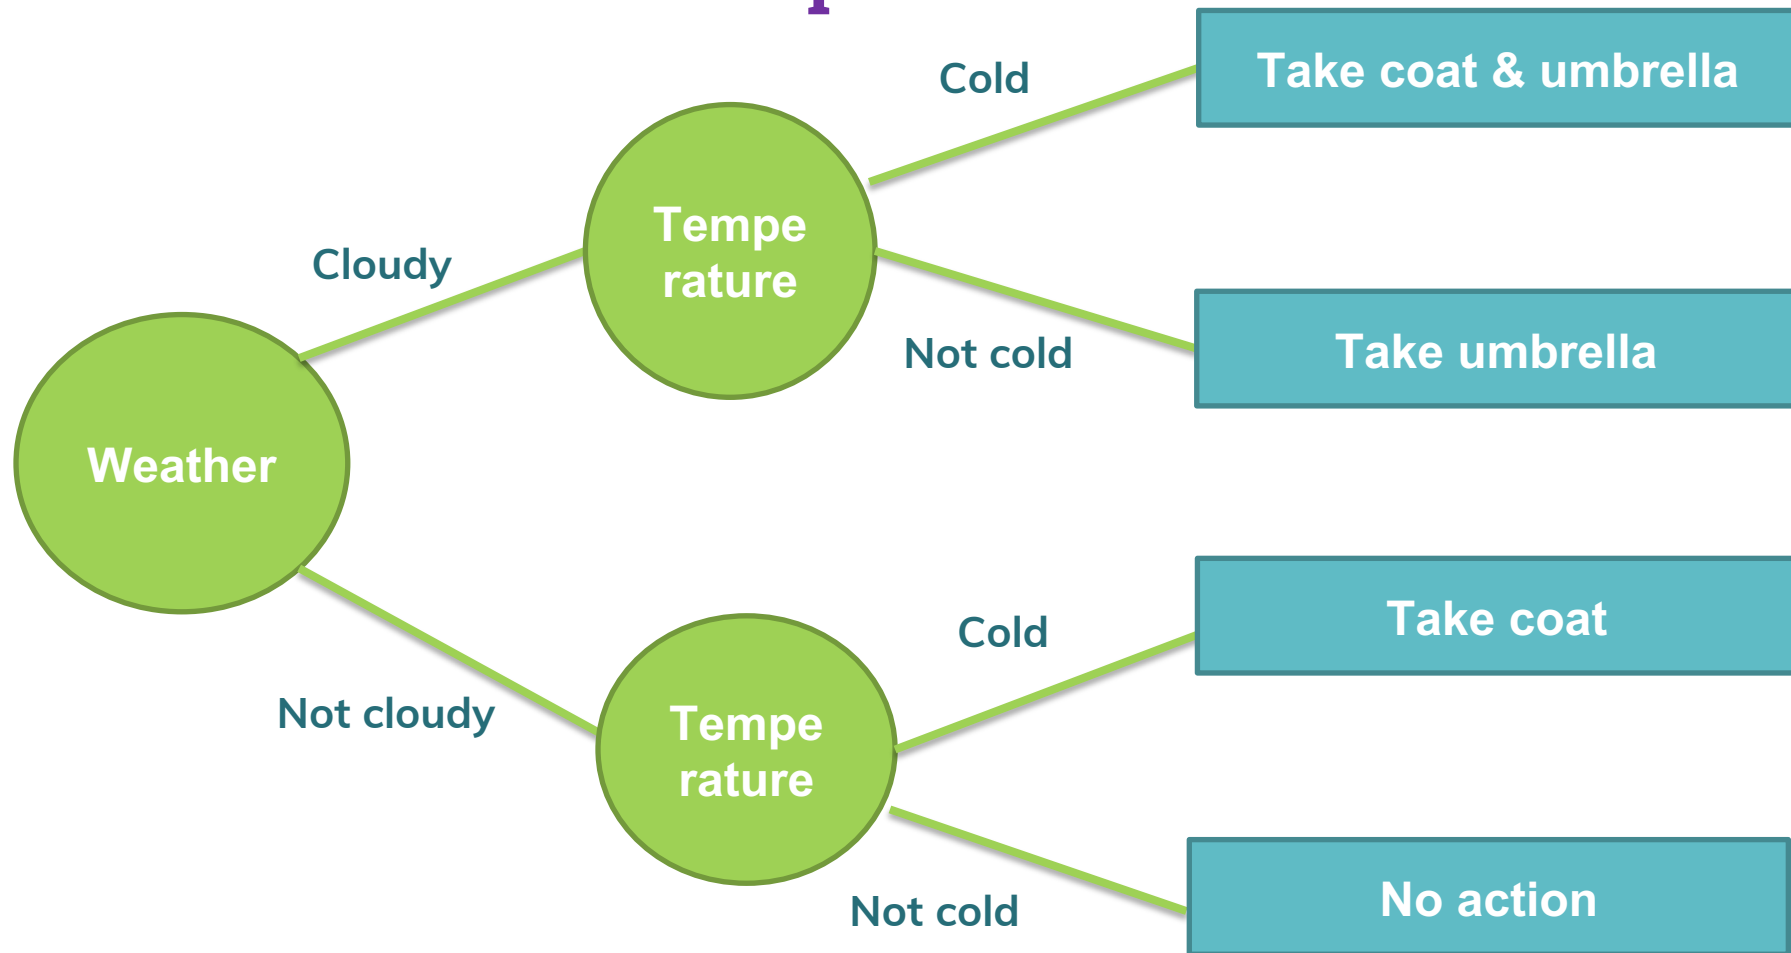 Cold
Take coat & umbrella
Tempe
rature
Cloudy
Not cold
Take umbrella
Weather
Cold
Take coat
Not cloudy
Tempe
rature
Not cold
No action